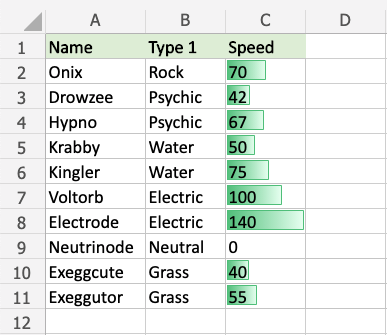 A B C D
1 Name Type 1 Speed
2 Onix Rock 70
3 Drowzee Psychic 42
4 Hypno Psychic 67
5 Krabby Water 50
6 Kingler Water 75
7 Voltorb Electric 100
8 Electrode Electric 140
9 Neutrinode Neutral 0
10 Exeggcute Grass 40
11 Exeggutor Grass 55
12